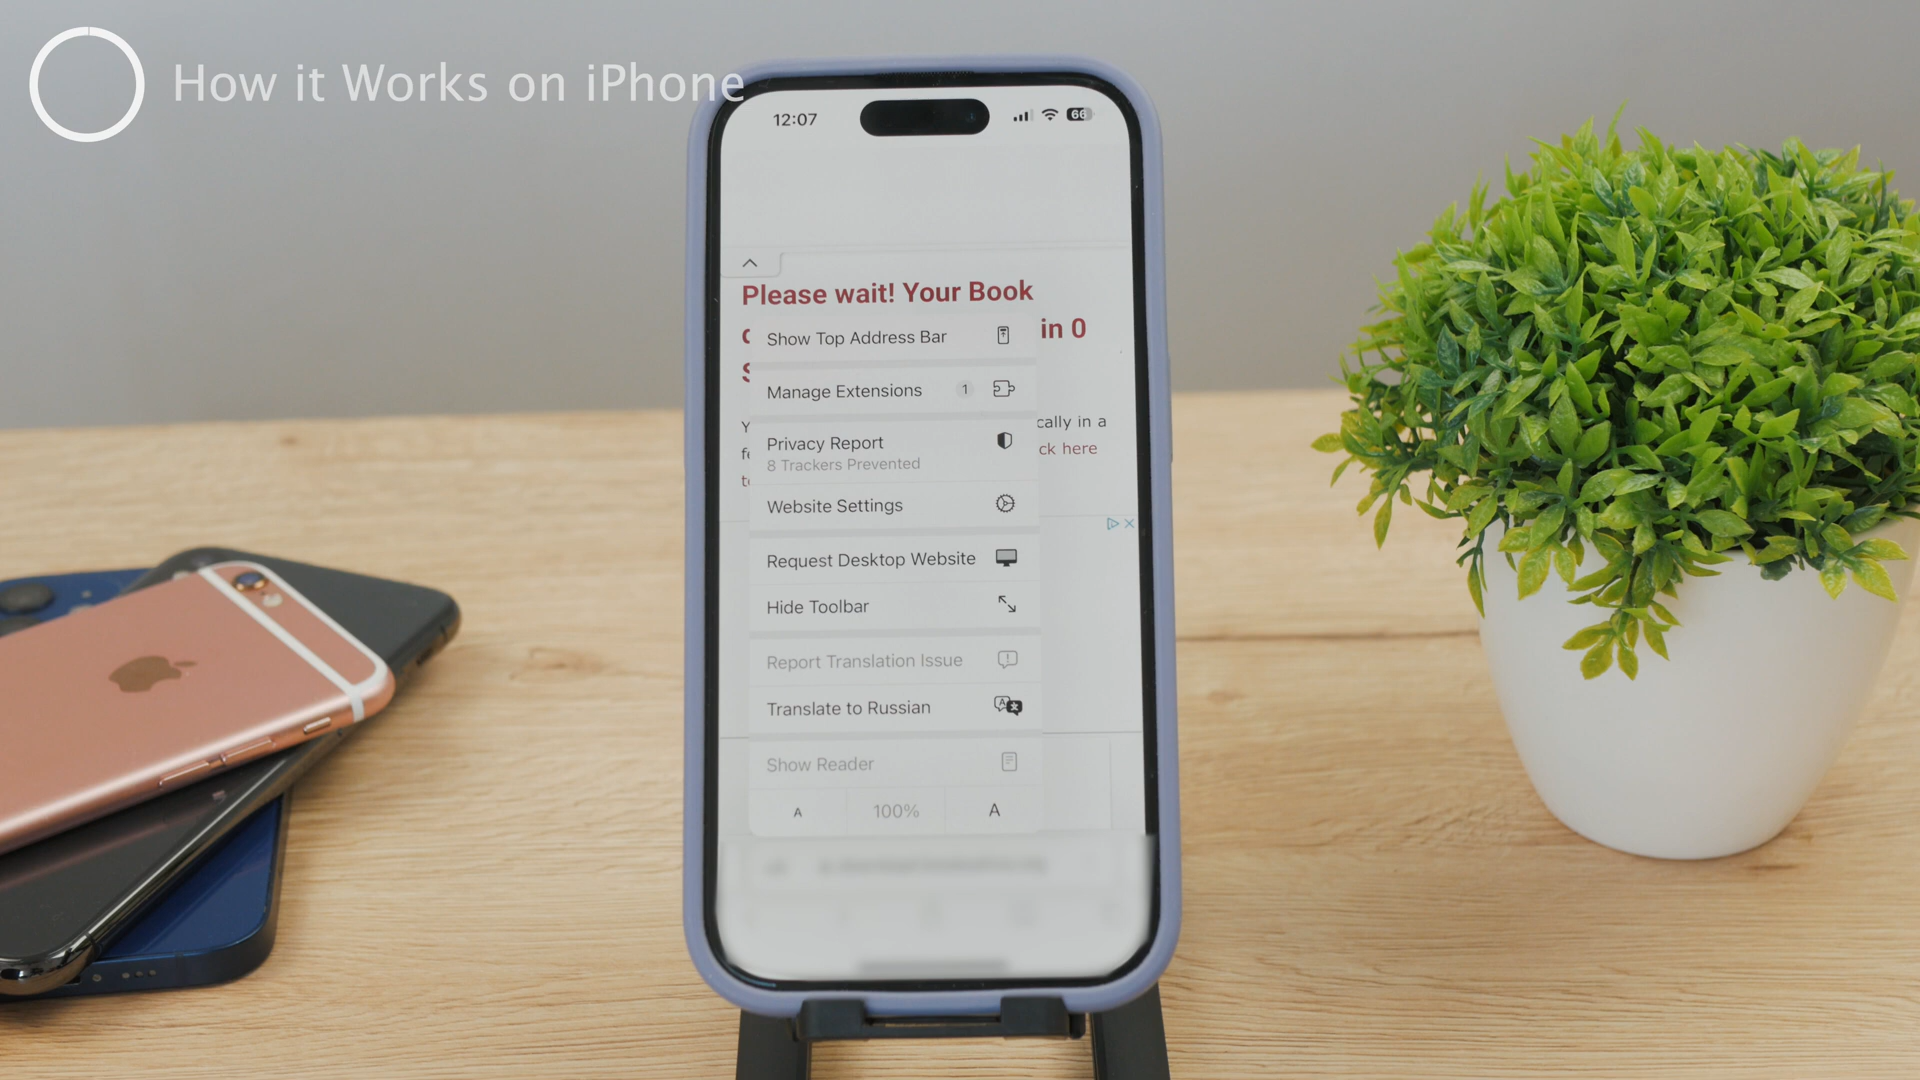 How it Works on iPhone
12:07
66
Please wait! Your Book
in 0
Show Top Address Bar
Manage Extensions 1
cally in a
Privacy Report
ck here
8 Trackers Prevented
Website Settings
Request Desktop Website
Hide Toolbar
Report Translation Issue
Translate to Russian
Show Reader
A 100% A